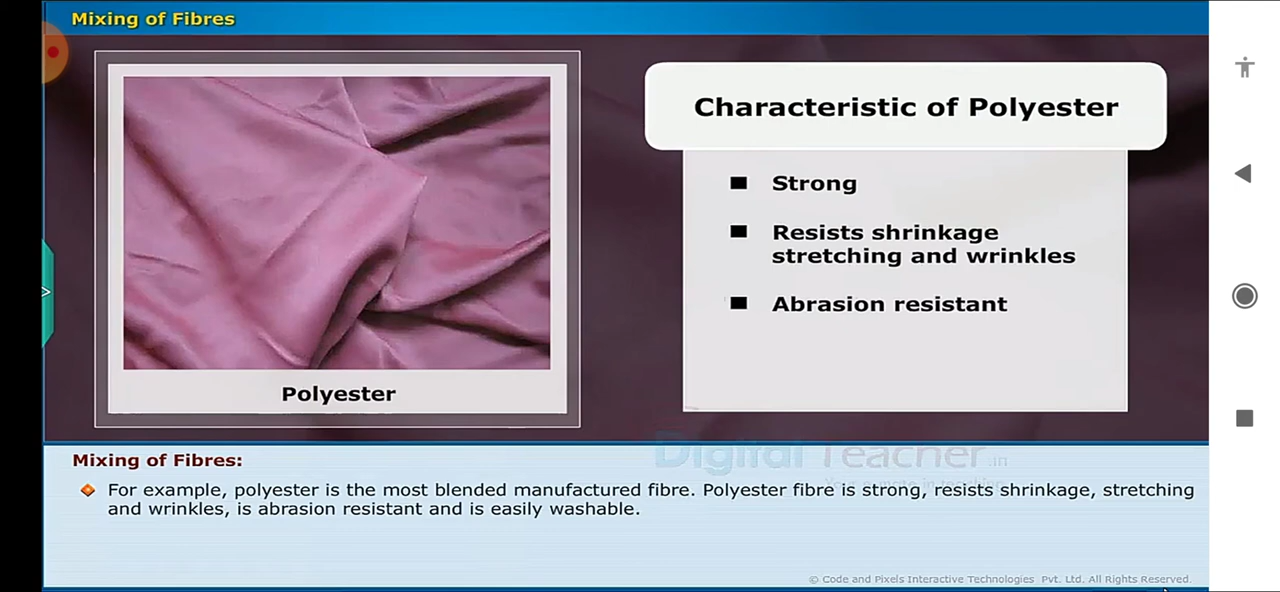 Mixing of Fibres
Characteristic of Polyester
■ Strong
■ Resists shrinkage
stretching and wrinkles
■ Abrasion resistant
Polyester
Mixing of Fibres:
For example, polyester is the most blended manufactured fibre. Polyester fibre is strong, resists shrinkage, stretching
and wrinkles, is abrasion resistant and is easily washable.
Digital Teacher.in
© Code and Pixels Interactive Technologies Pvt. Ltd. All Rights Reserved.